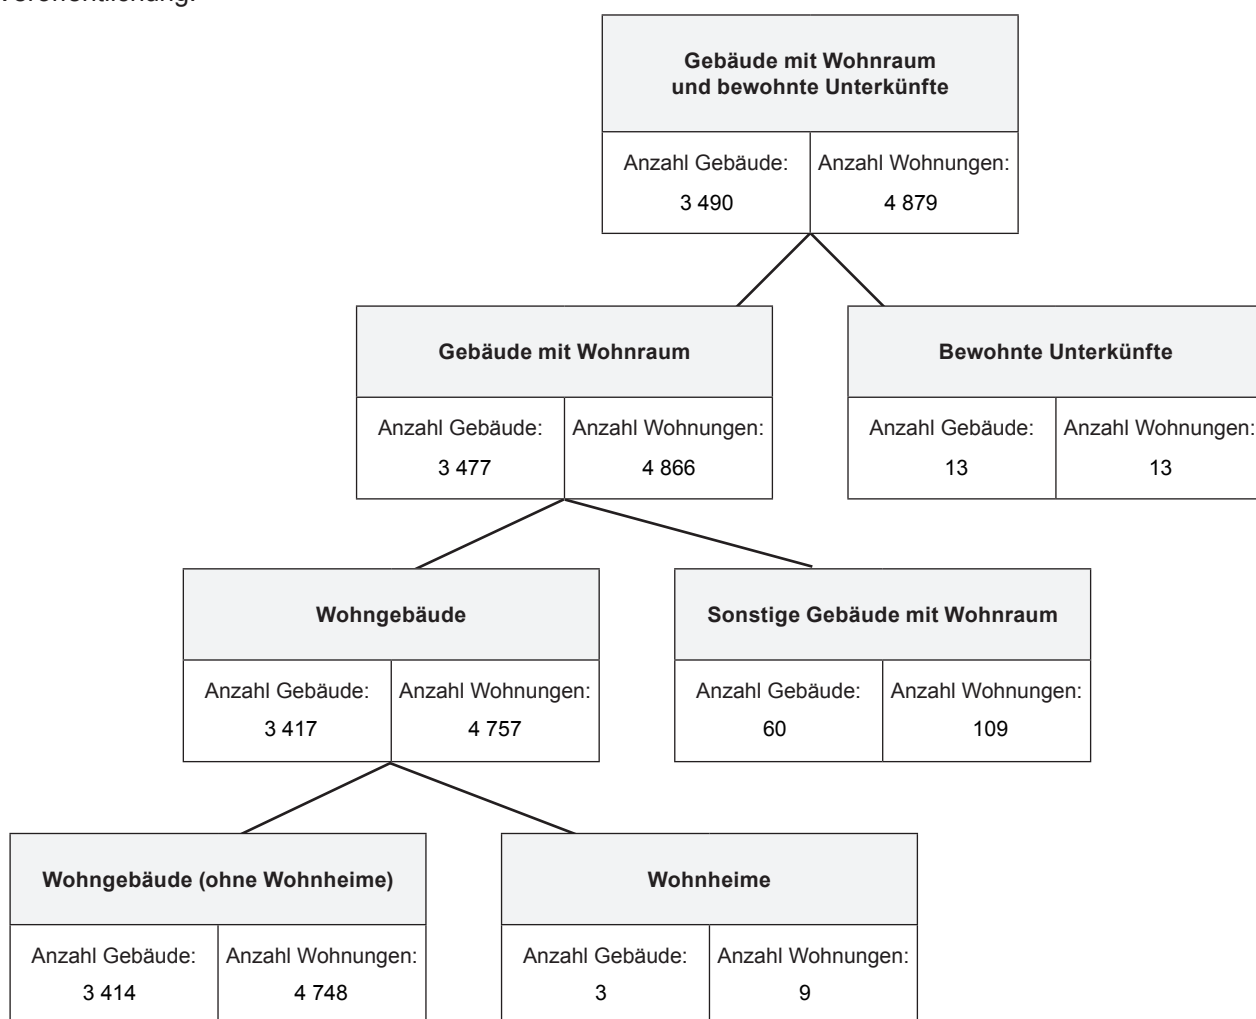 Veröffentlichung.
Gebäude mit Wohnraum
und bewohnte Unterkünfte
Anzahl Gebäude: Anzahl Wohnungen:
3 490 4 879
Gebäude mit Wohnraum Bewohnte Unterkünfte
Anzahl Gebäude: Anzahl Wohnungen: Anzahl Gebäude: Anzahl Wohnungen:
3 477 4 866 13 13
Wohngebäude Sonstige Gebäude mit Wohnraum
Anzahl Gebäude: Anzahl Wohnungen: Anzahl Gebäude: Anzahl Wohnungen:
3 417 4 757 60 109
Wohngebäude (ohne Wohnheime) Wohnheime
Anzahl Gebäude: Anzahl Wohnungen: Anzahl Gebäude: Anzahl Wohnungen:
3 414 4 748 3 9